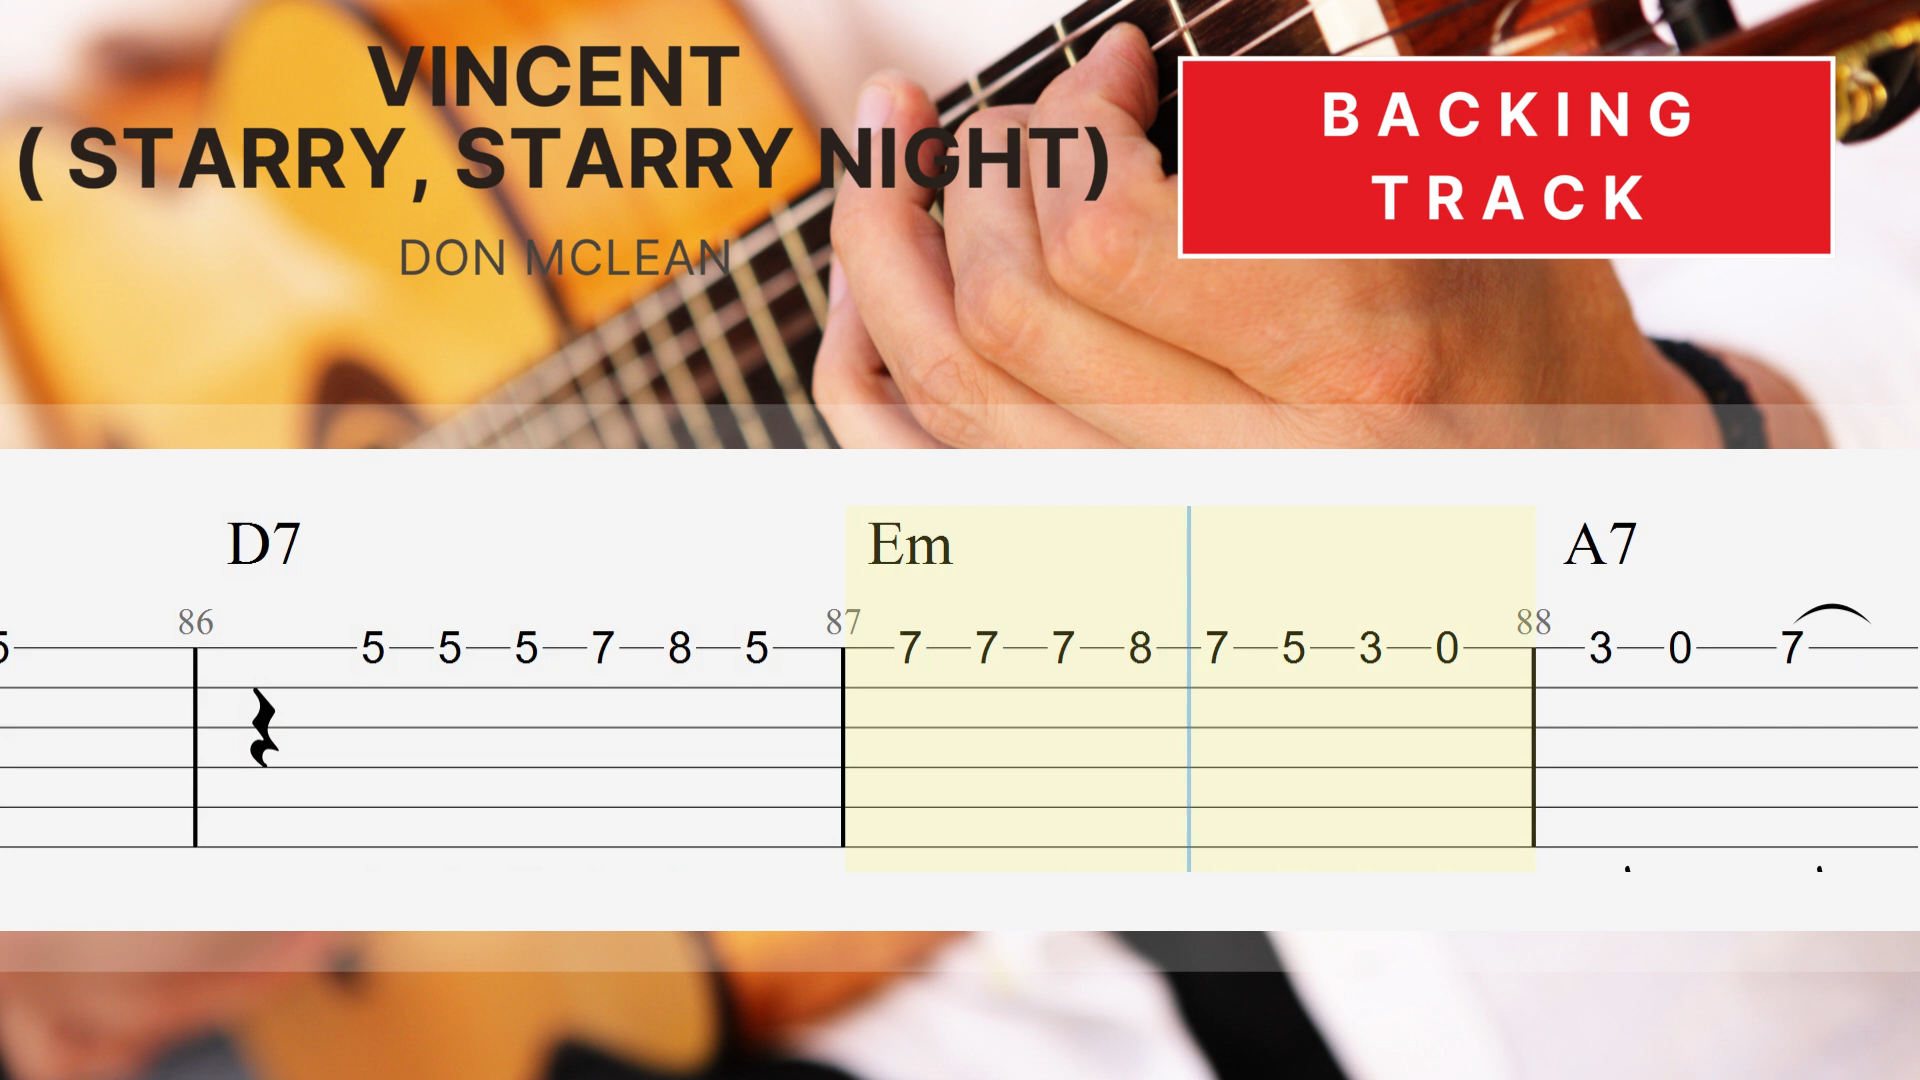 VINCENT
( STARRY, STARRY NIGHT)
DON MCLEAN
BACKING
TRACK
D7 Em A7
86 87 88
5 5 5 5 7 8 5 7 7 7 8 7 5 3 0 3 0 7